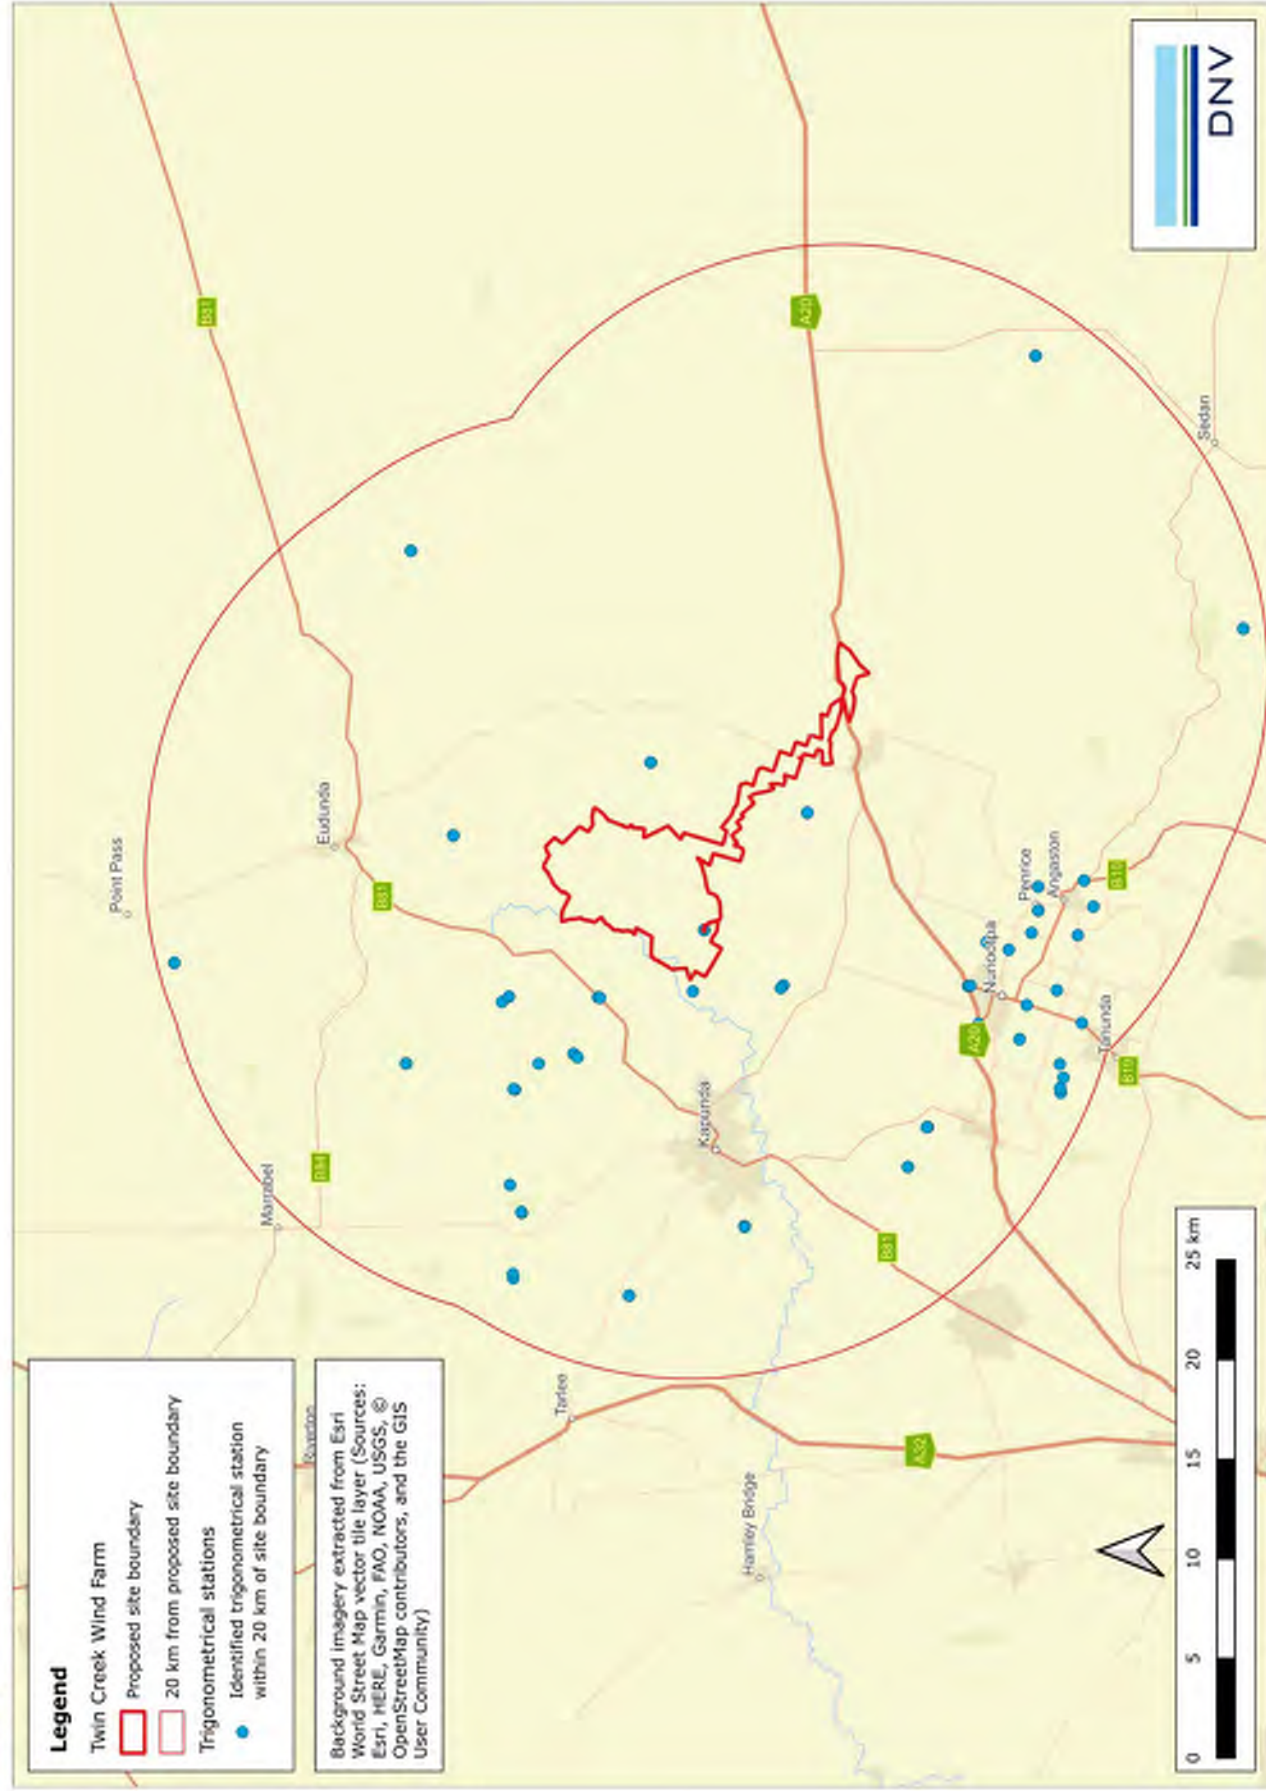 Legend
Twin Creek Wind Farm
Proposed site boundary
20 km from proposed site boundary
Trigonometrical stations
Identified trigonometrical station
within 20 km of site boundary
Background imagery extracted from Esri
World Street Map vector tile layer (Sources:
Esri, HERE, Garmin, FAO, NOAA, USGS, ©
OpenStreetMap contributors, and the GIS
User Community)
Point Pass
B81
Eudunda
B81
Marrabel
B84
Riverton
Tarlee
Kapunda
A20
Hamley Bridge
B81
A32
A20
Nuriootpa
Penrice
Angaston
B10
Tanunda
B19
Sedan
0 5 10 15 20 25 km
DNV